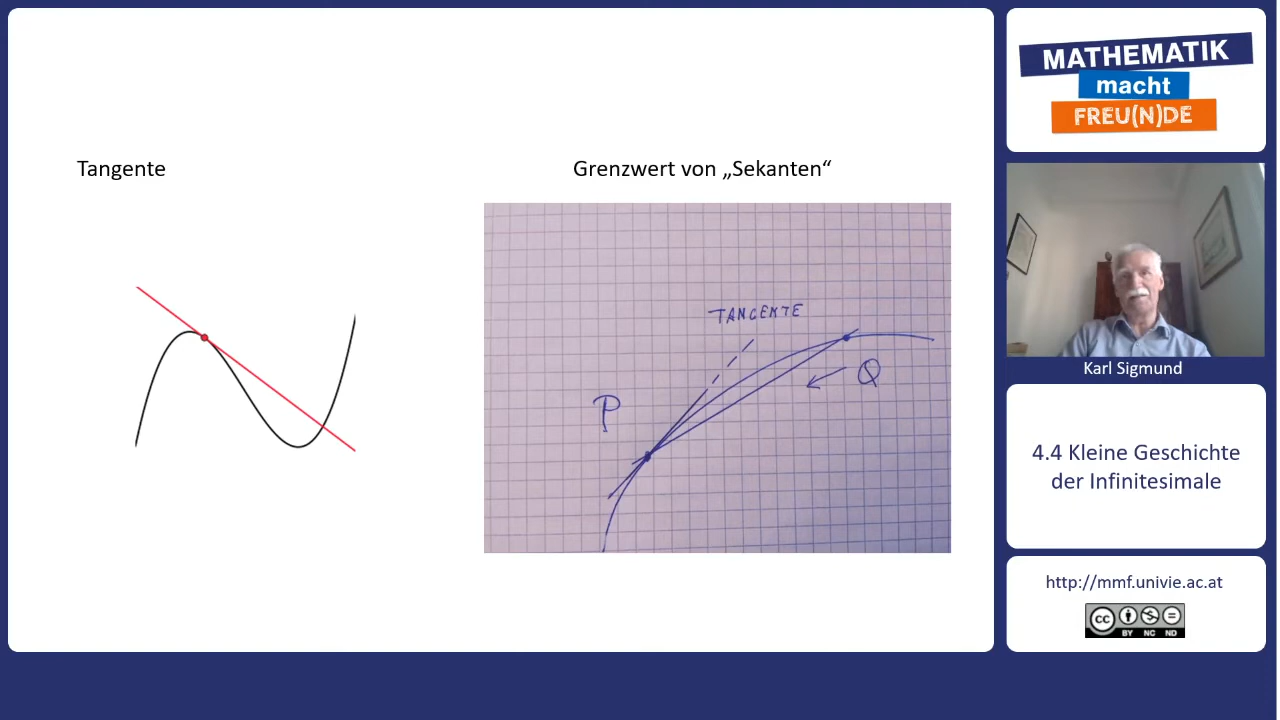 Tangente
Grenzwert von „Sekanten“
TANGENTE
P
Q
MATHEMATIK
macht
FREU(N)DE
Karl Sigmund
4.4 Kleine Geschichte
der Infinitesimale
http://mmf.univie.ac.at
cc
BY NC ND